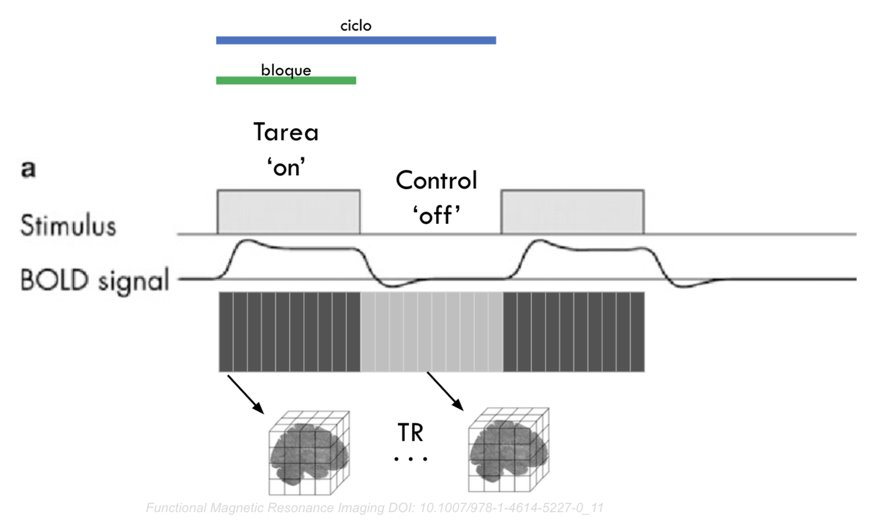 ciclo
bloque
Tarea
‘on’
a
Control
‘off’
Stimulus
BOLD signal
TR
...
Functional Magnetic Resonance Imaging DOI: 10.1007/978-1-4614-5227-0_11